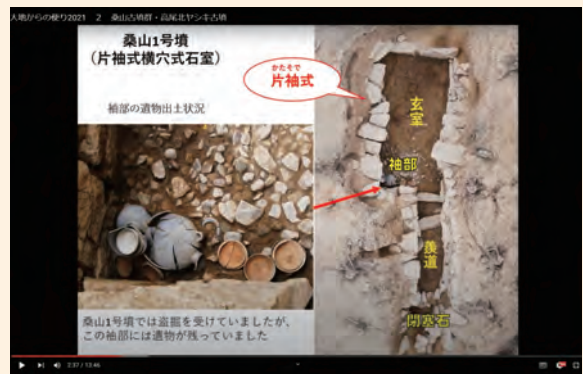 大地からの便り2021 2 桑山古墳群・高尾北ヤシキ古墳
桑山1号墳
（片袖式横穴式石室）
袖部の遺物出土状況
かたそで
片袖式
玄室
袖部
羨道
閉塞石
桑山1号墳では盗掘を受けていましたが、
この袖部には遺物が残っていました
2:37 / 13:46